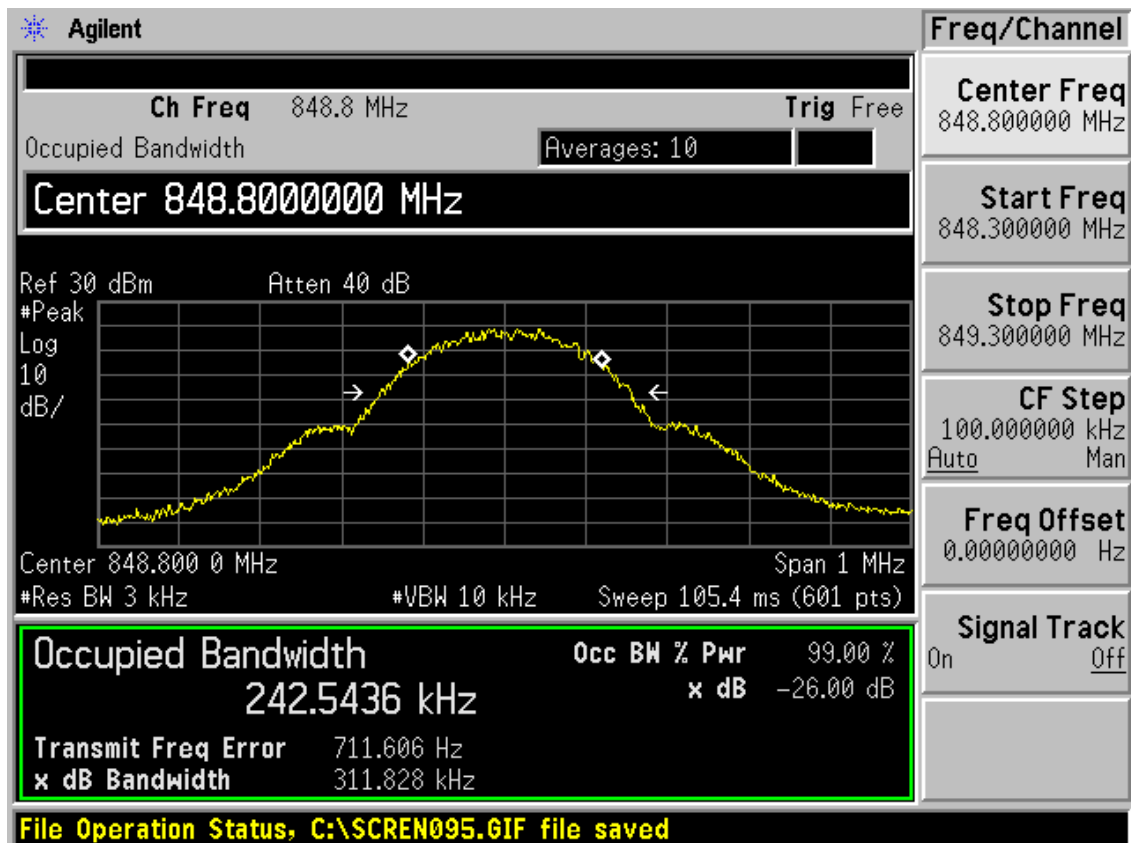 Agilent
Freq/Channel
Ch Freq 848.8 MHz Trig Free
Occupied Bandwidth Averages: 10
Center 848.8000000 MHz
Ref 30 dBm Atten 40 dB
#Peak
Log
10
dB/
Center 848.800 0 MHz Span 1 MHz
#Res BW 3 kHz #VBW 10 kHz Sweep 105.4 ms (601 pts)
Occupied Bandwidth Occ BW % Pwr 99.00 %
242.5436 kHz x dB -26.00 dB
Transmit Freq Error 711.606 Hz
x dB Bandwidth 311.828 kHz
Center Freq
848.800000 MHz
Start Freq
848.300000 MHz
Stop Freq
849.300000 MHz
CF Step
100.000000 kHz
Auto Man
Freq Offset
0.00000000 Hz
Signal Track
On Off
File Operation Status, C:\SCREN095.GIF file saved